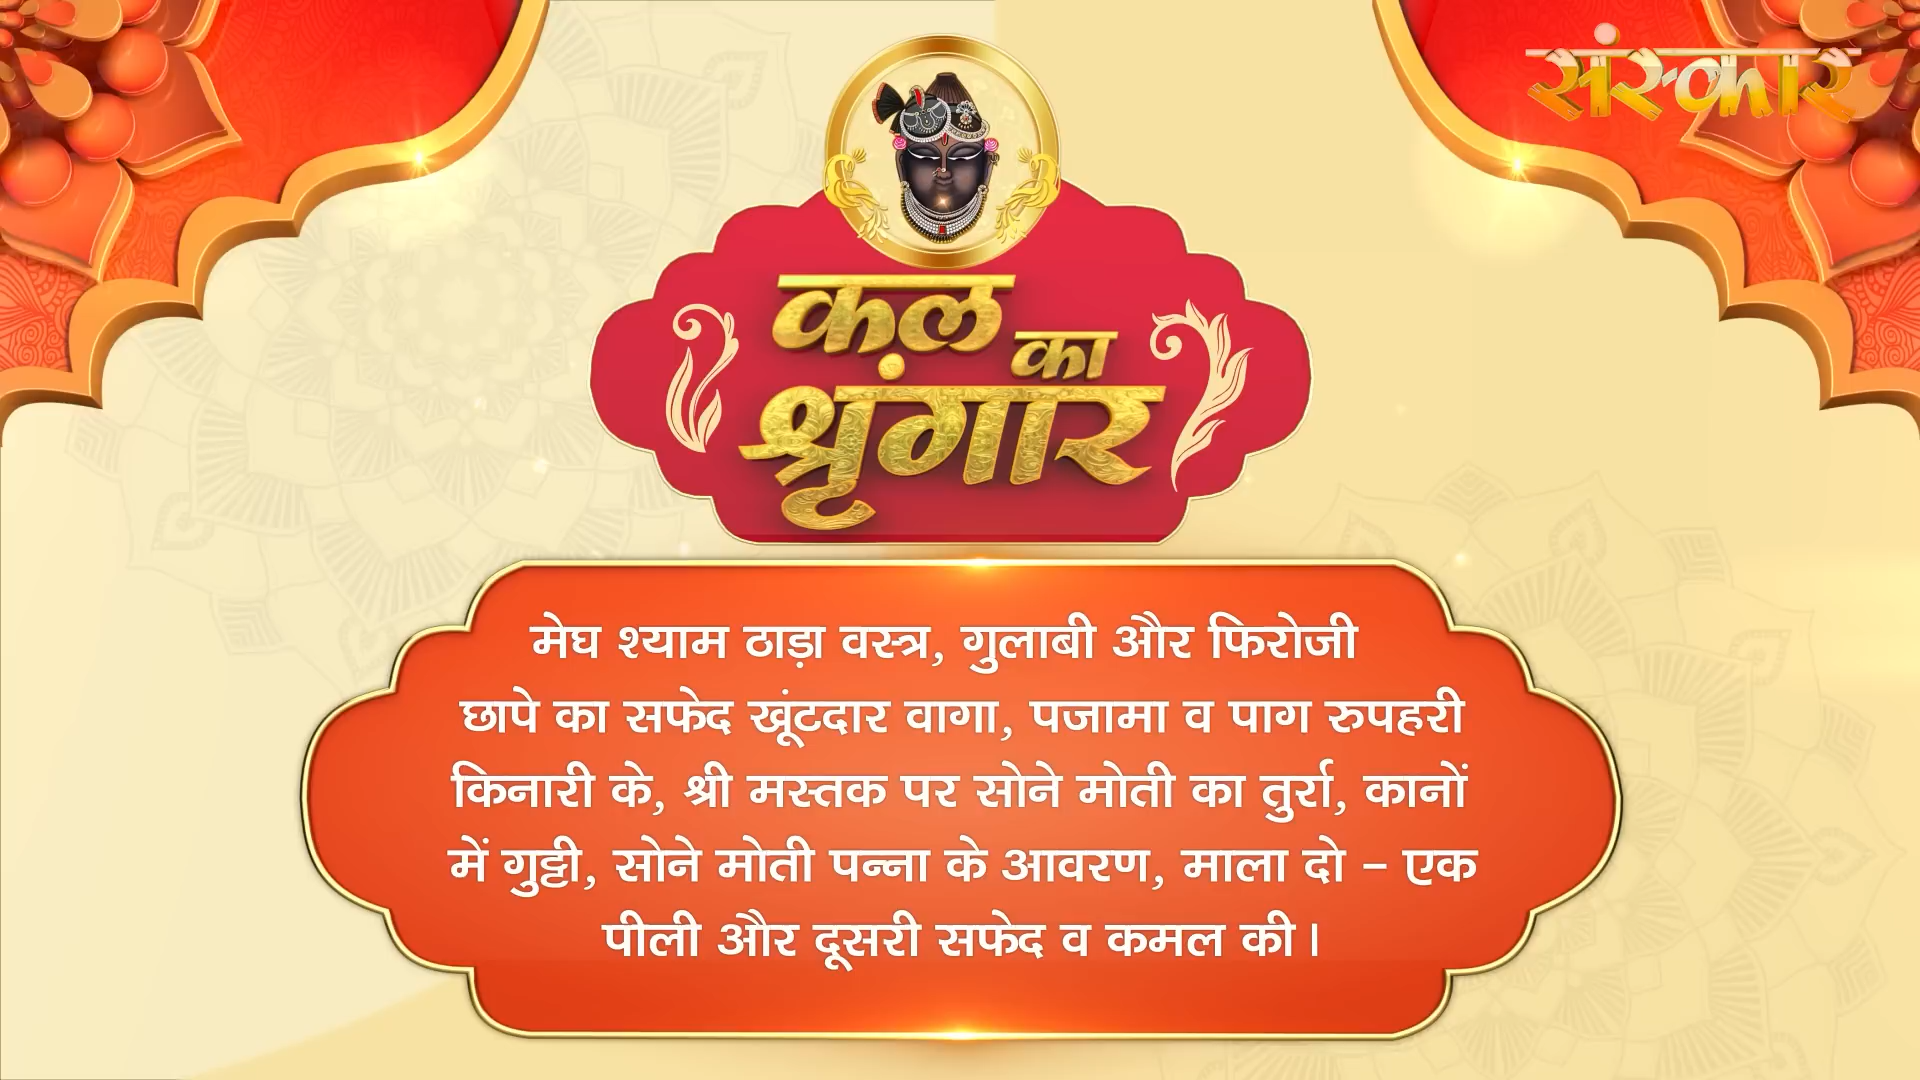 संस्कार
कल का
श्रृंगार
मेघ श्याम ठाड़ा वस्त्र, गुलाबी और फिरोजी
छापे का सफेद खूंटदार वागा, पजामा व पाग रुपहरी
किनारी के, श्री मस्तक पर सोने मोती का तुर्रा, कानों
में गुट्टी, सोने मोती पन्ना के आवरण, माला दो – एक
पीली और दूसरी सफेद व कमल की।